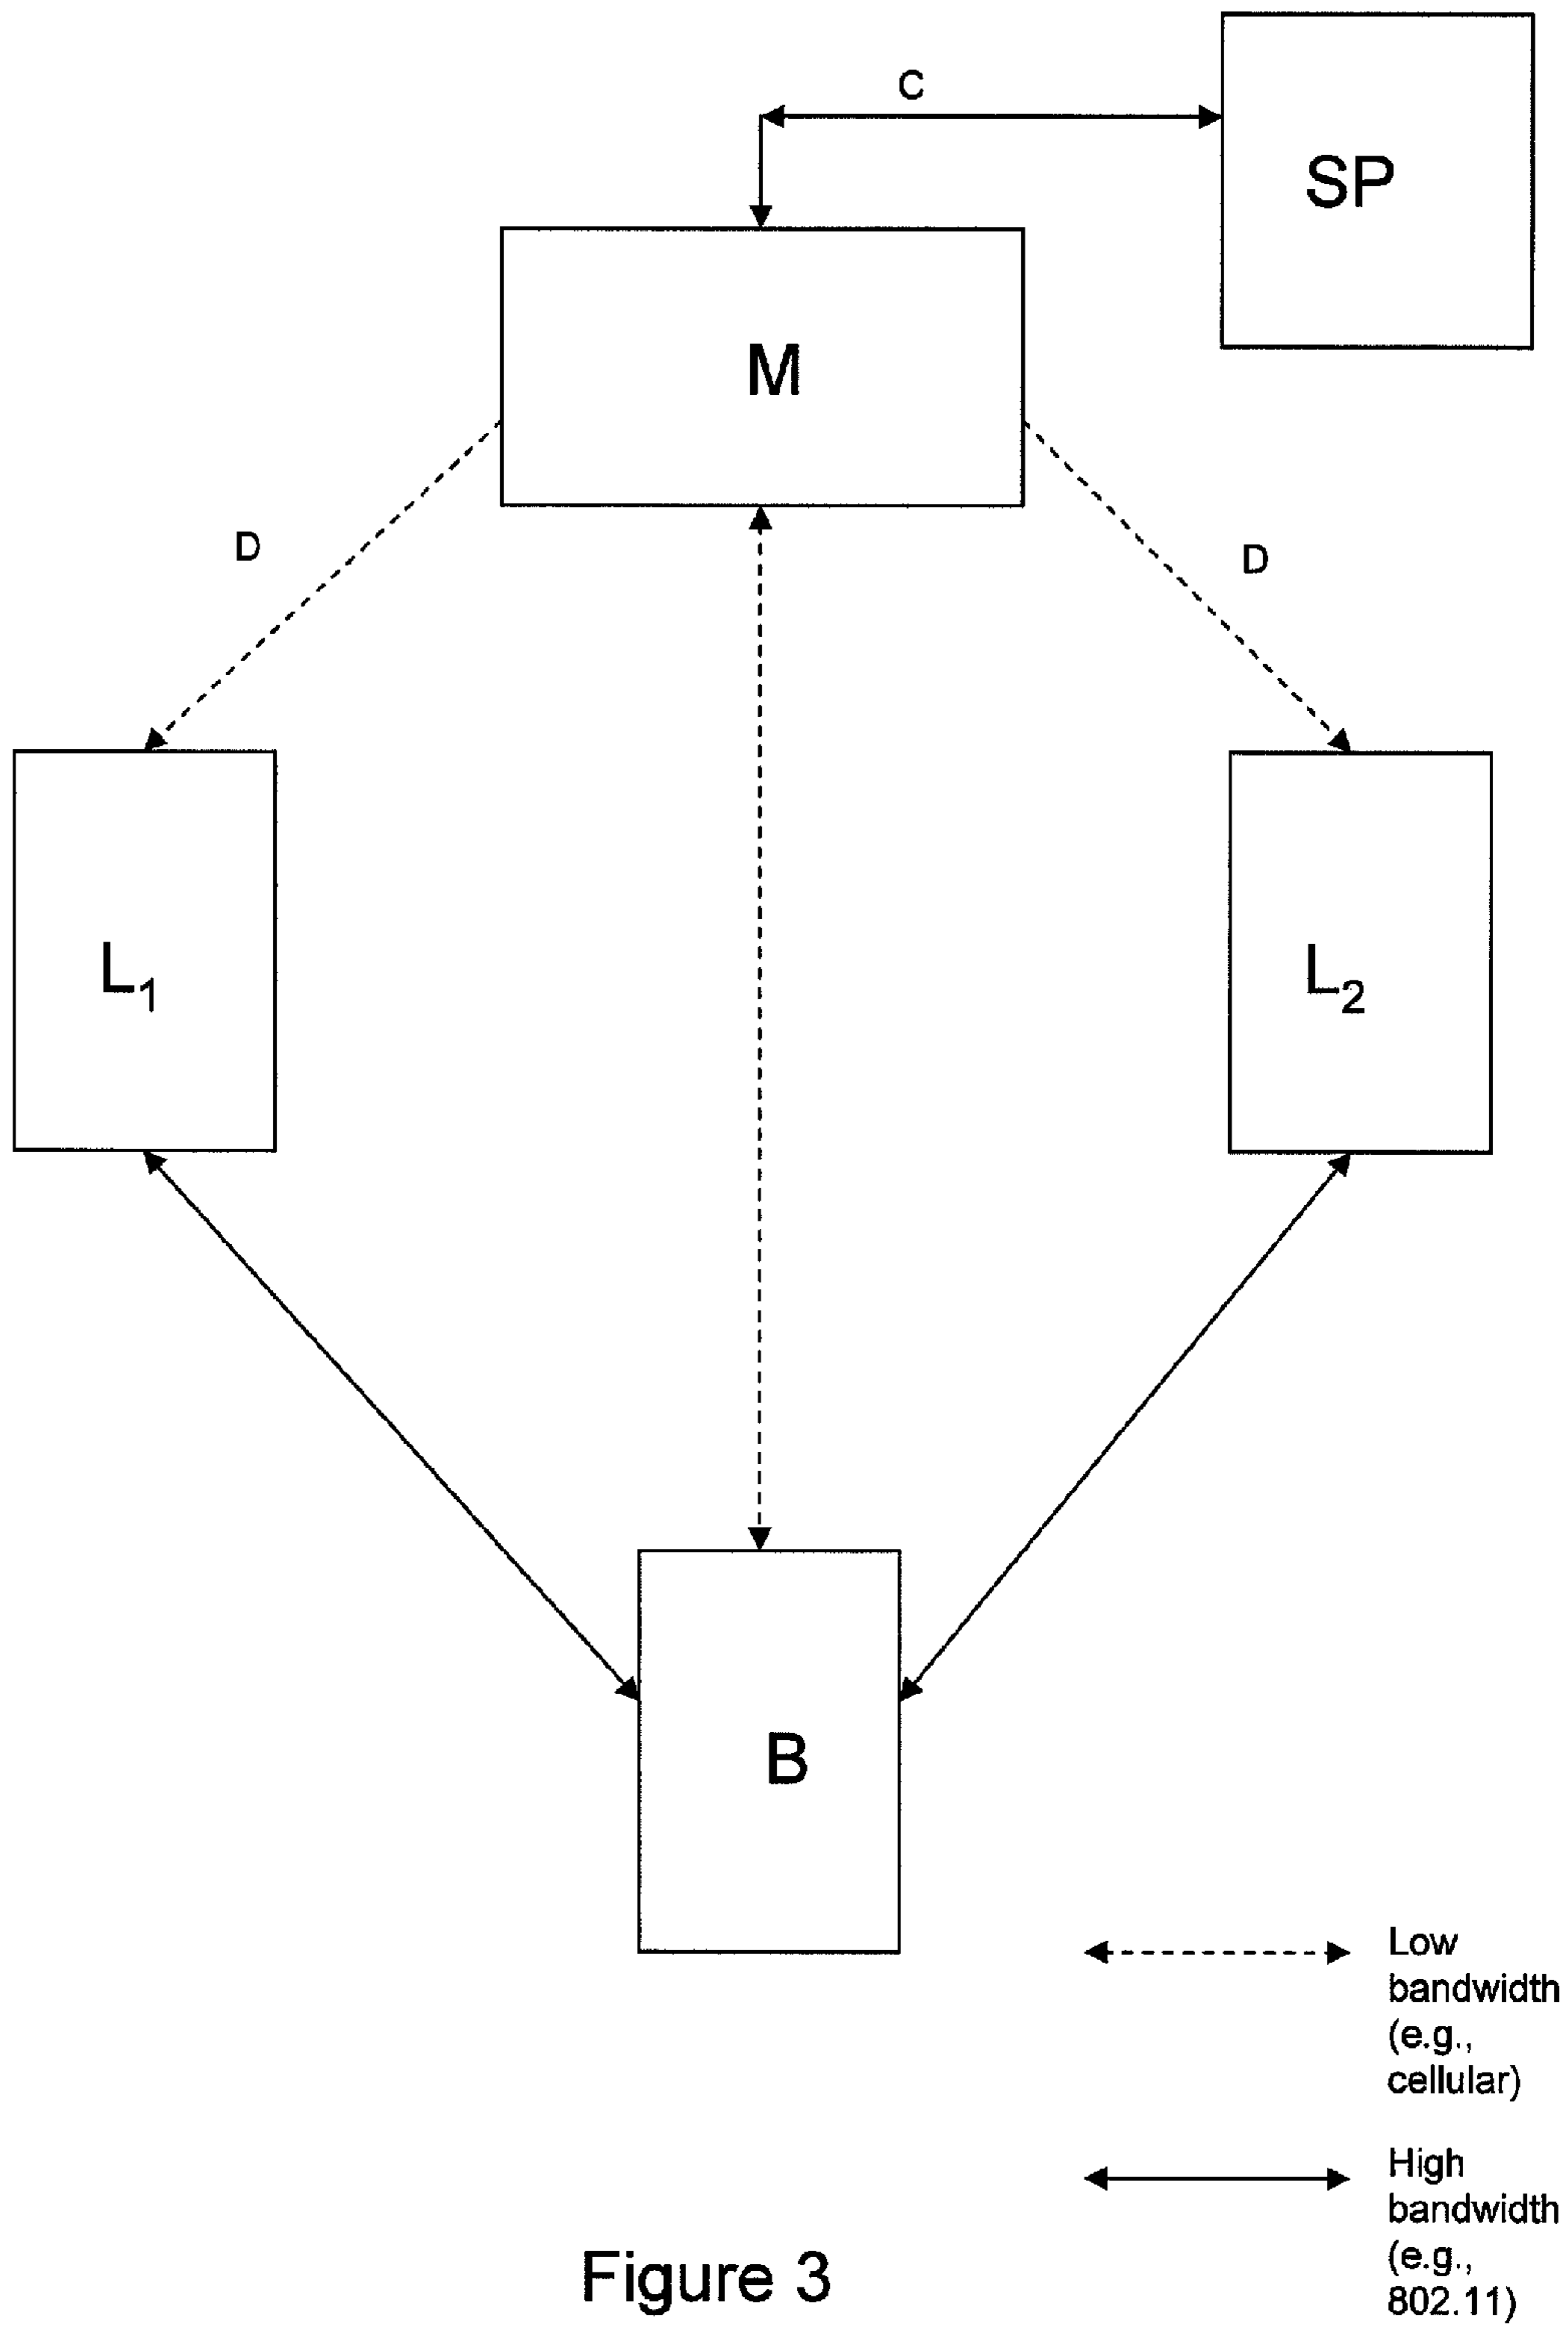 C
SP
M
D
D
L1
L2
B
Low
bandwidth
(e.g.,
cellular)
High
bandwidth
(e.g.,
802.11)
Figure 3